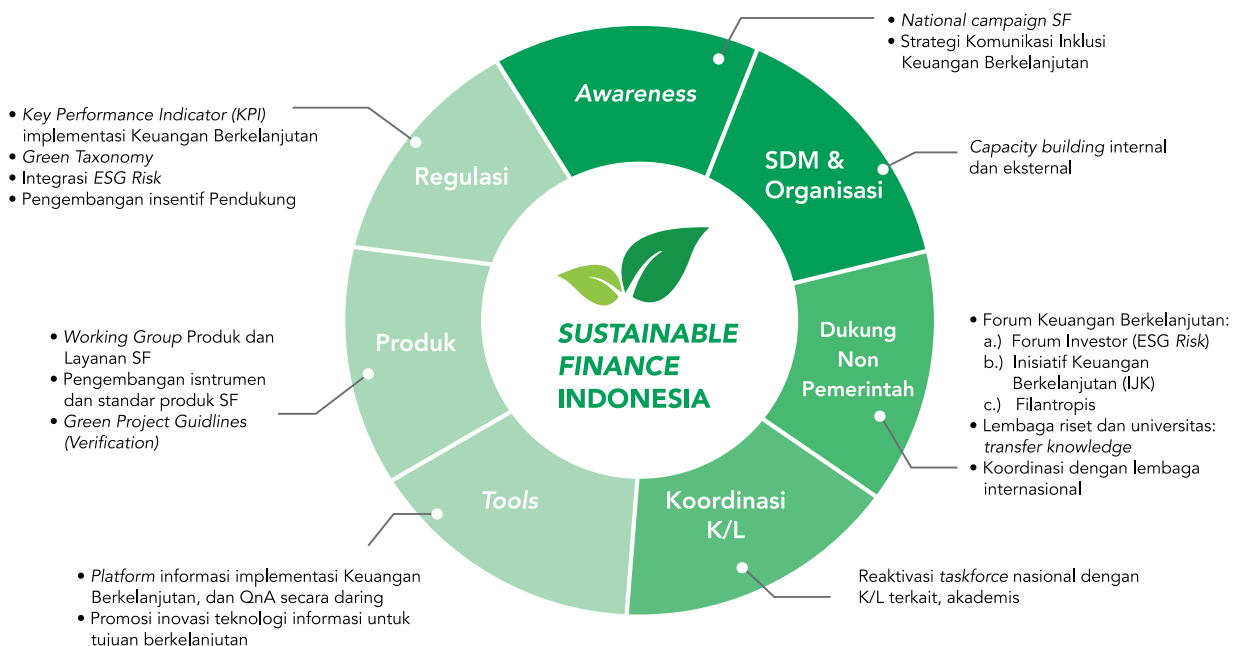 • National campaign SF
• Strategi Komunikasi Inklusi
Keuangan Berkelanjutan
Awareness
SDM &
Organisasi
Capacity building internal
dan eksternal
Dukung
Non
Pemerintah
• Forum Keuangan Berkelanjutan:
a.) Forum Investor (ESG Risk)
b.) Inisiatif Keuangan
Berkelanjutan (IJK)
c.) Filantropis
• Lembaga riset dan universitas:
transfer knowledge
• Koordinasi dengan lembaga
internasional
Koordinasi
K/L
Reaktivasi taskforce nasional dengan
K/L terkait, akademis
Tools
• Platform informasi implementasi Keuangan
Berkelanjutan, dan QnA secara daring
• Promosi inovasi teknologi informasi untuk
tujuan berkelanjutan
Produk
• Working Group Produk dan
Layanan SF
• Pengembangan isntrumen
dan standar produk SF
• Green Project Guidlines
(Verification)
Regulasi
• Key Performance Indicator (KPI)
implementasi Keuangan Berkelanjutan
• Green Taxonomy
• Integrasi ESG Risk
• Pengembangan insentif Pendukung
SUSTAINABLE
FINANCE
INDONESIA